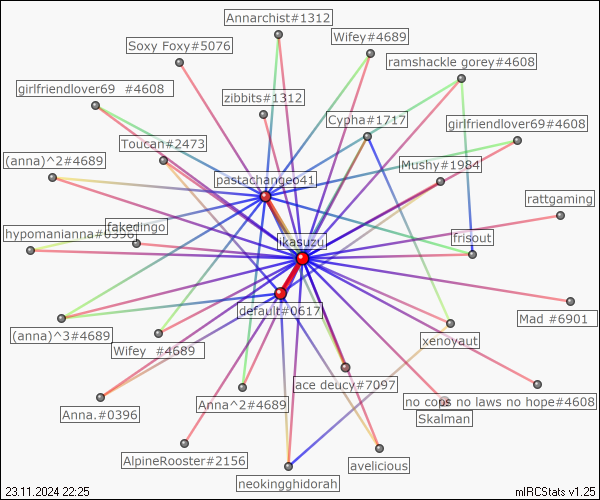 Annarchist#1312
Wifey#4689
Soxy Foxy#5076
ramshackle gorey#4608
girlfriendlover69 #4608
zibbits#1312
Cypha#1717
girlfriendlover69#4608
Toucan#2473
(anna)^2#4689
Mushy#1984
pastachangeo41
rattgaming
fakedingo
hypomanianna#6398
ikasuzu
frisout
default#0617
Mad #6901
(anna)^3#4689
xenoyaut
Wifey #4689
ace deucy#7097
no cops no laws no hope#4608
Anna^2#4689
Anna.#0396
Skalman
AlpineRooster#2156
avelicious
neokingghidorah
23.11.2024 22:25
mIRCStats v1.25